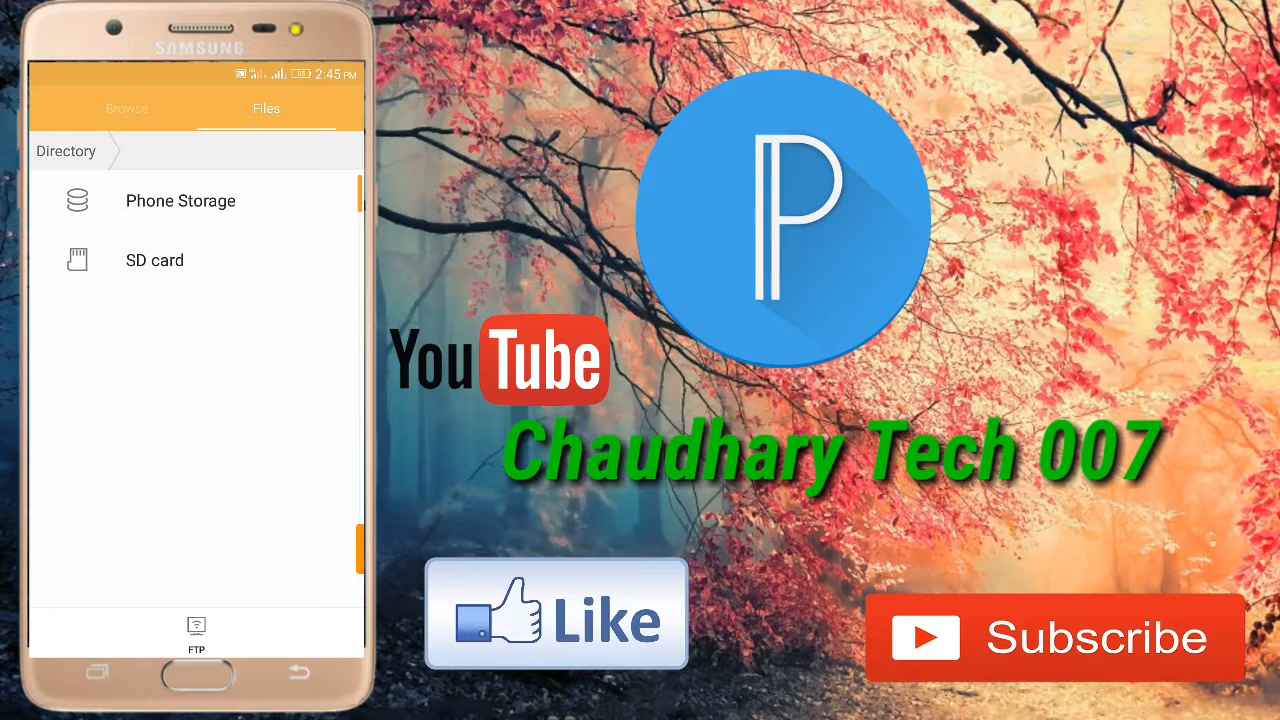 SAMSUNG
2:45 PM
Browse
Files
Directory
Phone Storage
SD card
FTP
P
YouTube
Chaudhary Tech 007
Like
Subscribe